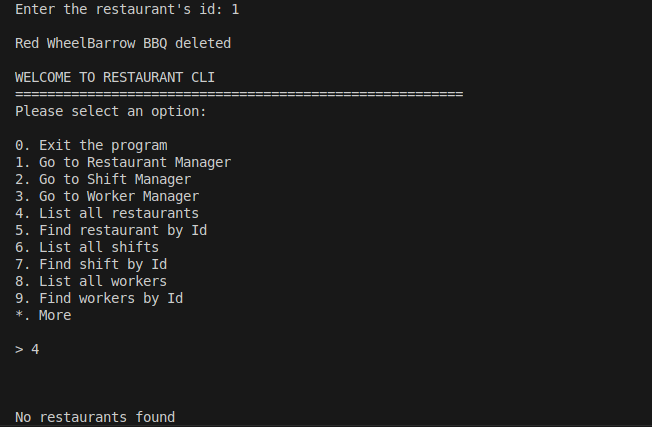 Enter the restaurant's id: 1
Red WheelBarrow BBQ deleted
WELCOME TO RESTAURANT CLI
========================================================
Please select an option:
0. Exit the program
1. Go to Restaurant Manager
2. Go to Shift Manager
3. Go to Worker Manager
4. List all restaurants
5. Find restaurant by Id
6. List all shifts
7. Find shift by Id
8. List all workers
9. Find workers by Id
*. More
> 4
No restaurants found